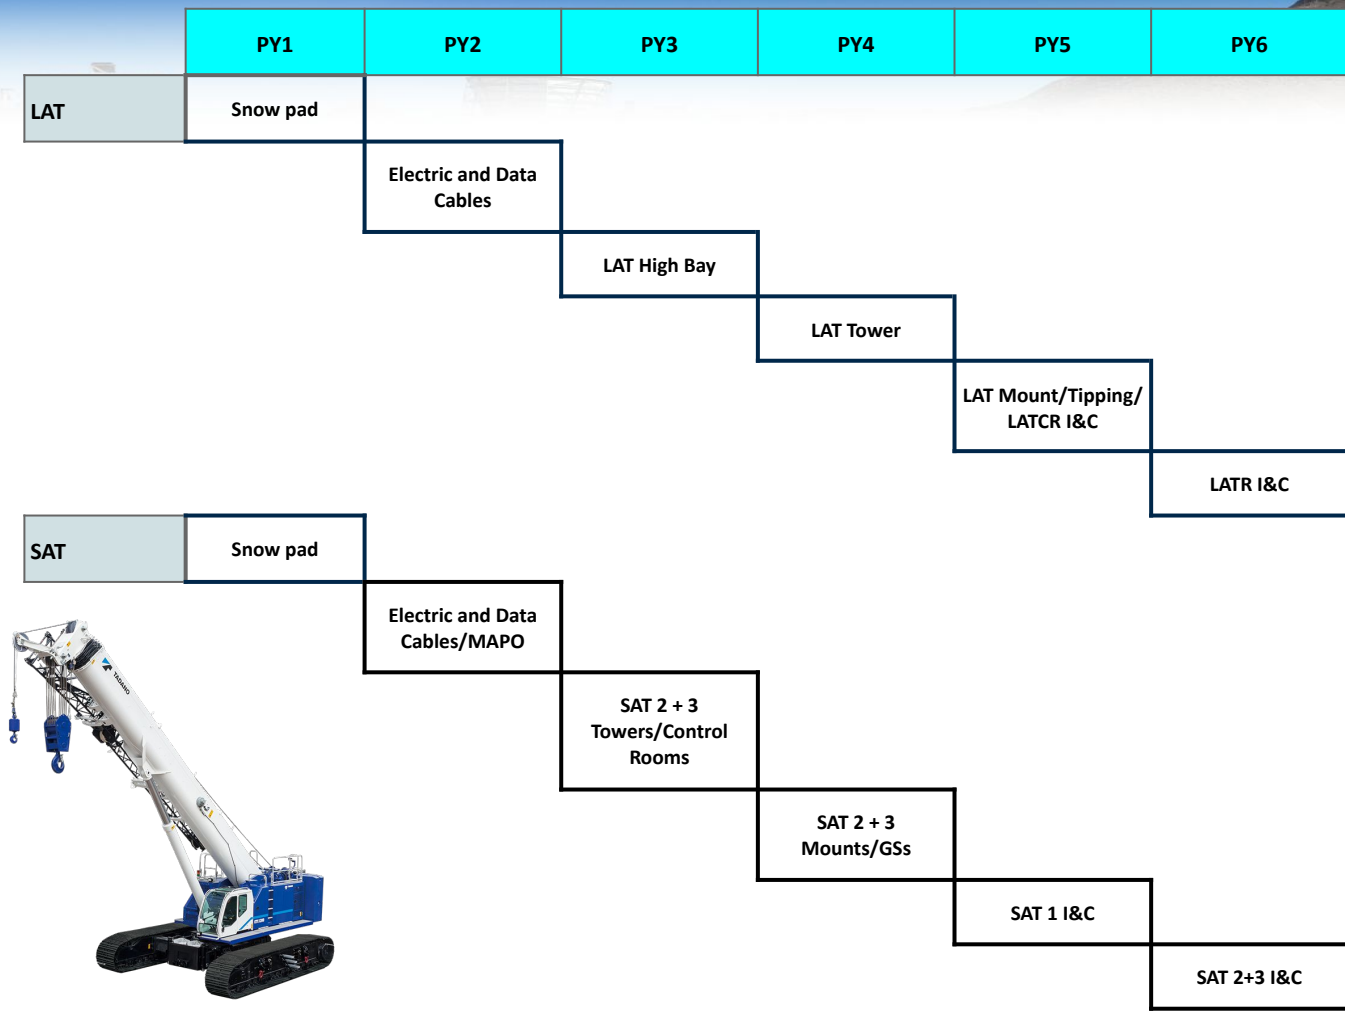 PY1 PY2 PY3 PY4 PY5 PY6
LAT Snow pad
Electric and Data
Cables
LAT High Bay
LAT Tower
LAT Mount/Tipping/
LATCR I&C
LATR I&C
SAT Snow pad
Electric and Data
Cables/MAPO
SAT 2 + 3
Towers/Control
Rooms
SAT 2 + 3
Mounts/GSs
SAT 1 I&C
SAT 2+3 I&C
TADANO